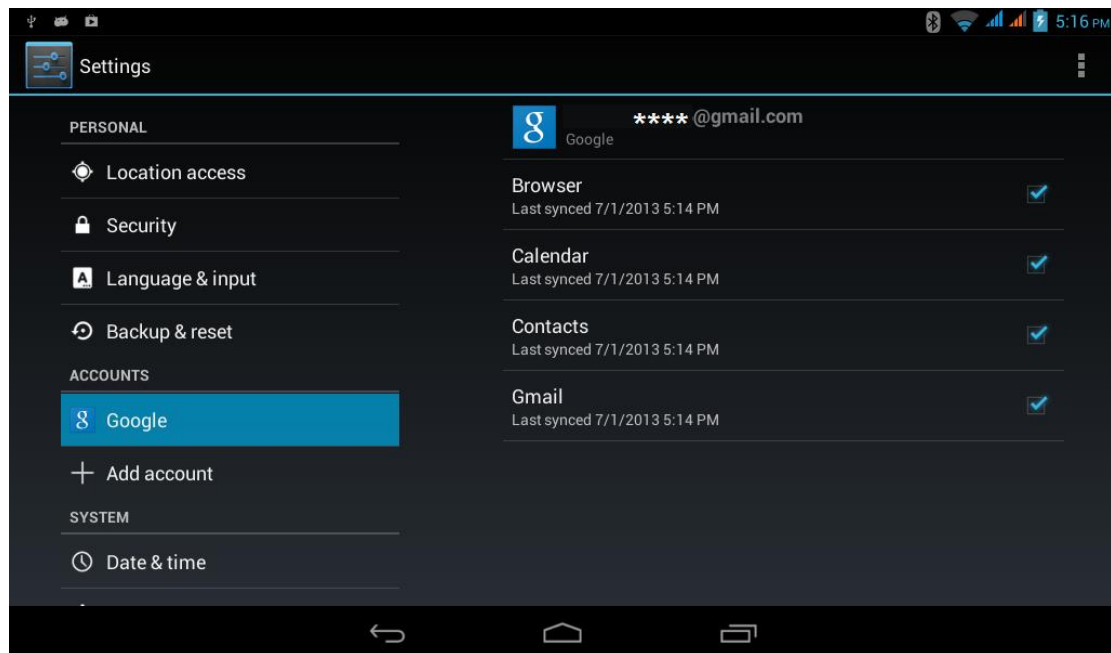 5:16 PM
Settings
PERSONAL
Location access
Security
Language & input
Backup & reset
ACCOUNTS
Google
Add account
SYSTEM
Date & time
****@gmail.com
Google
Browser
Last synced 7/1/2013 5:14 PM
Calendar
Last synced 7/1/2013 5:14 PM
Contacts
Last synced 7/1/2013 5:14 PM
Gmail
Last synced 7/1/2013 5:14 PM